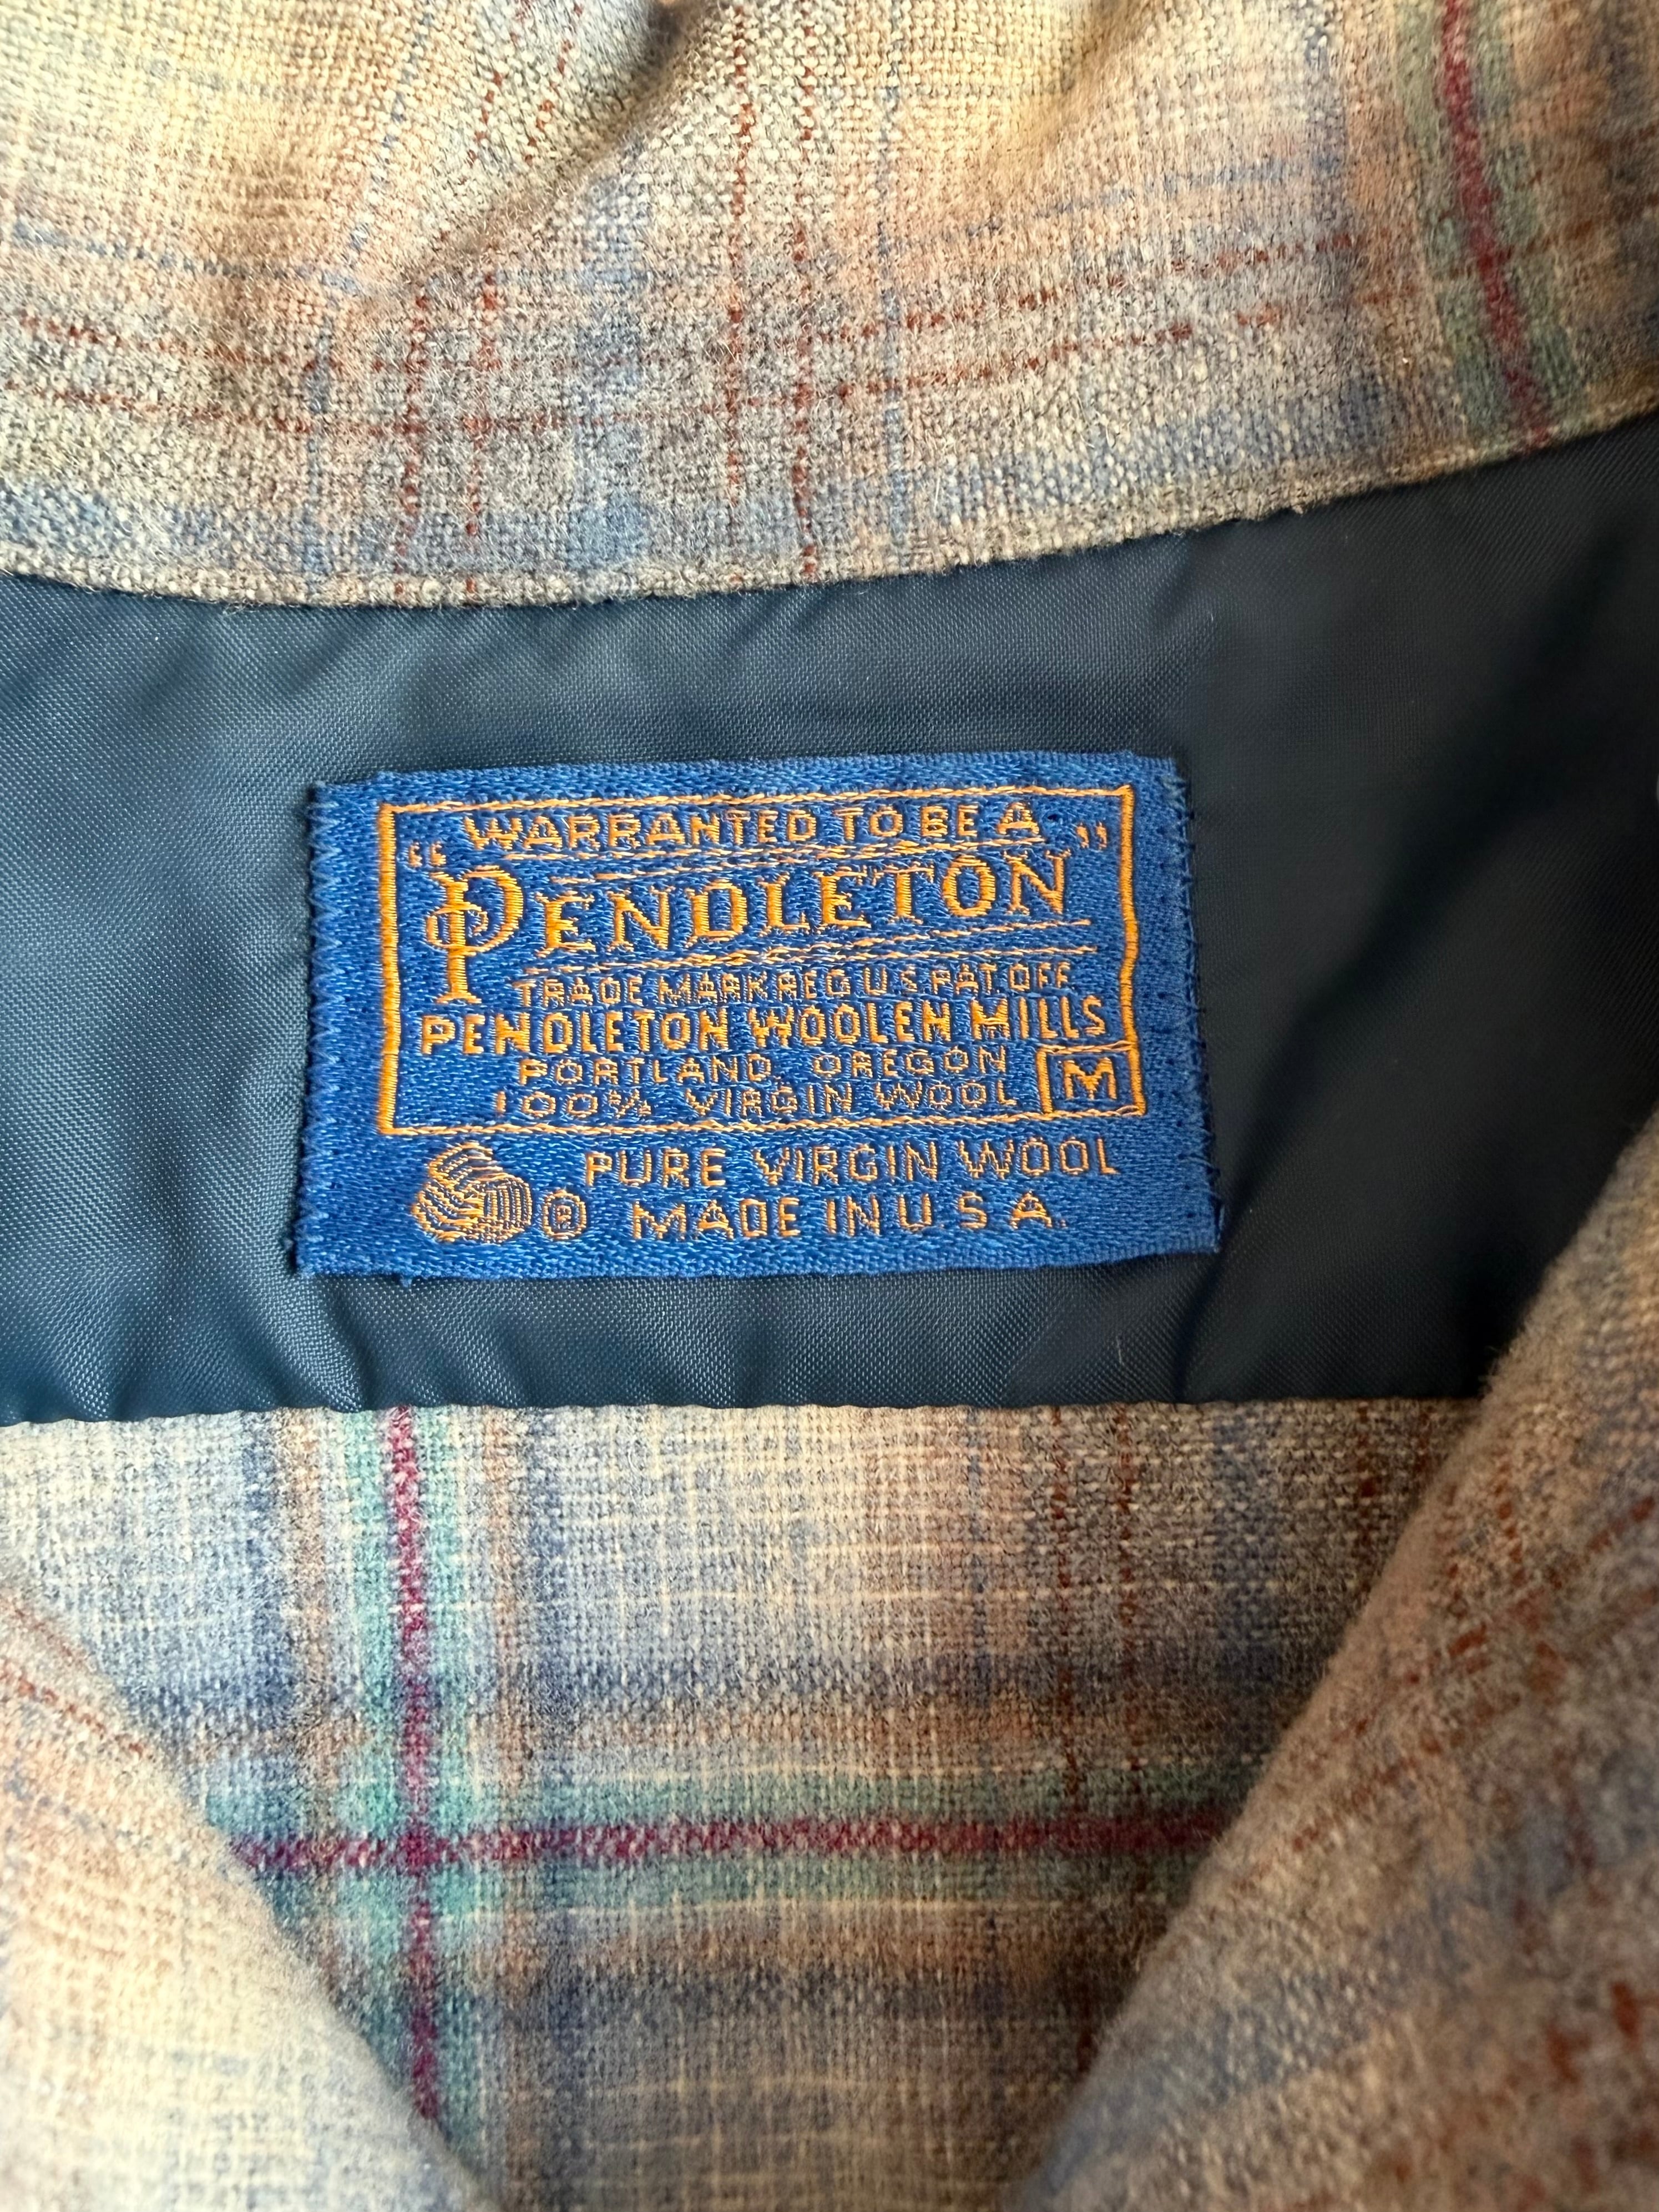 WARRANTED TO BE A
“PENDLETON”
TRADE MARK REG U.S. PAT. OFF.
PENDLETON WOOLEN MILLS
PORTLAND, OREGON
100% VIRGIN WOOL M
PURE VIRGIN WOOL
® MADE IN U.S.A.